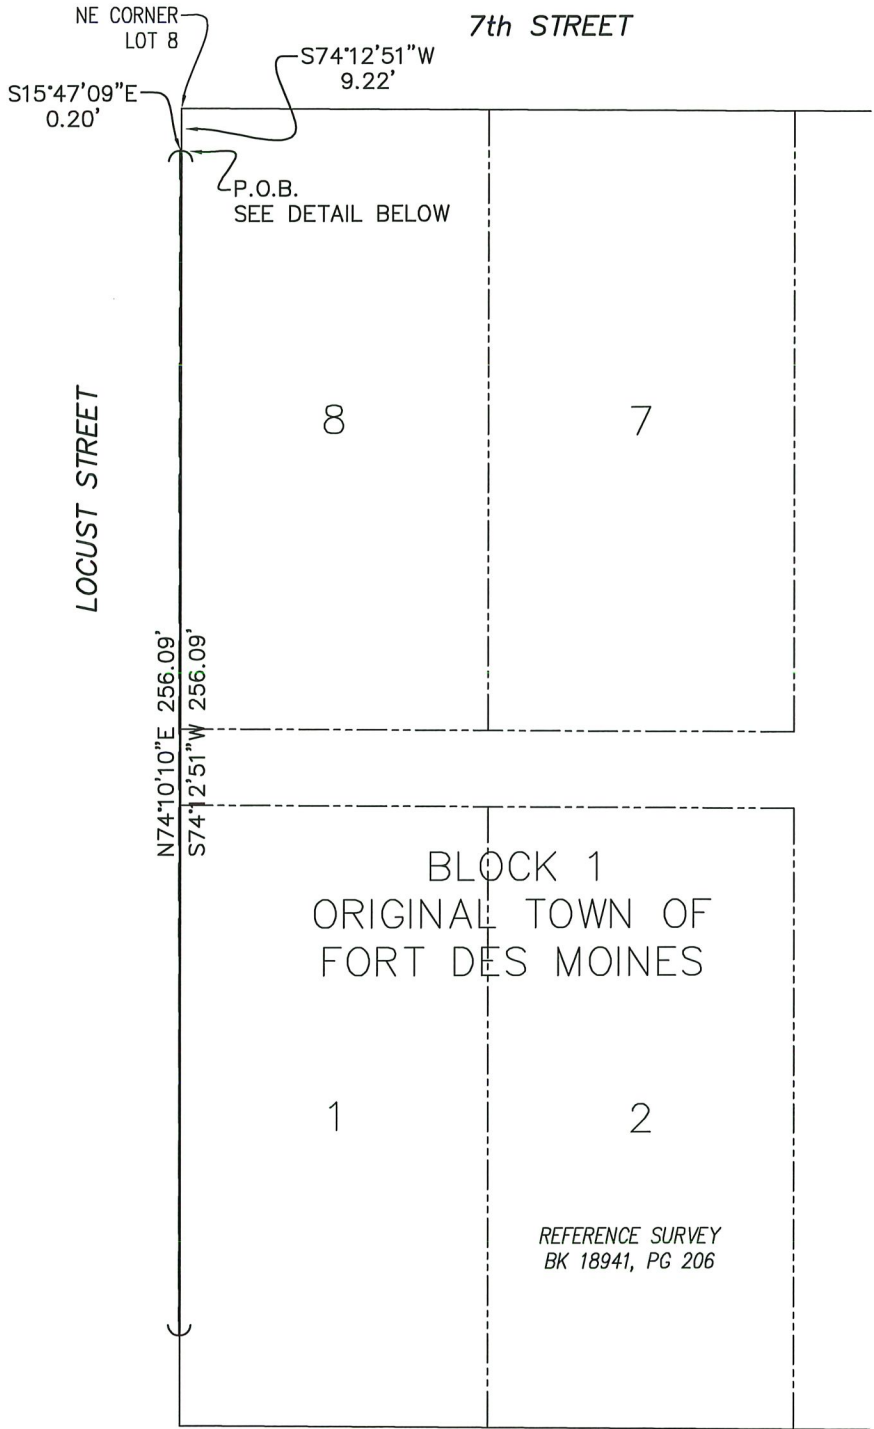 NE CORNER
LOT 8
7th STREET
S74°12'51"W
9.22'
S15°47'09"E
0.20'
P.O.B.
SEE DETAIL BELOW
LOCUST STREET
8
7
N74°10'10"E 256.09'
S74°12'51"W 256.09'
BLOCK 1
ORIGINAL TOWN OF
FORT DES MOINES
1
2
REFERENCE SURVEY
BK 18941, PG 206